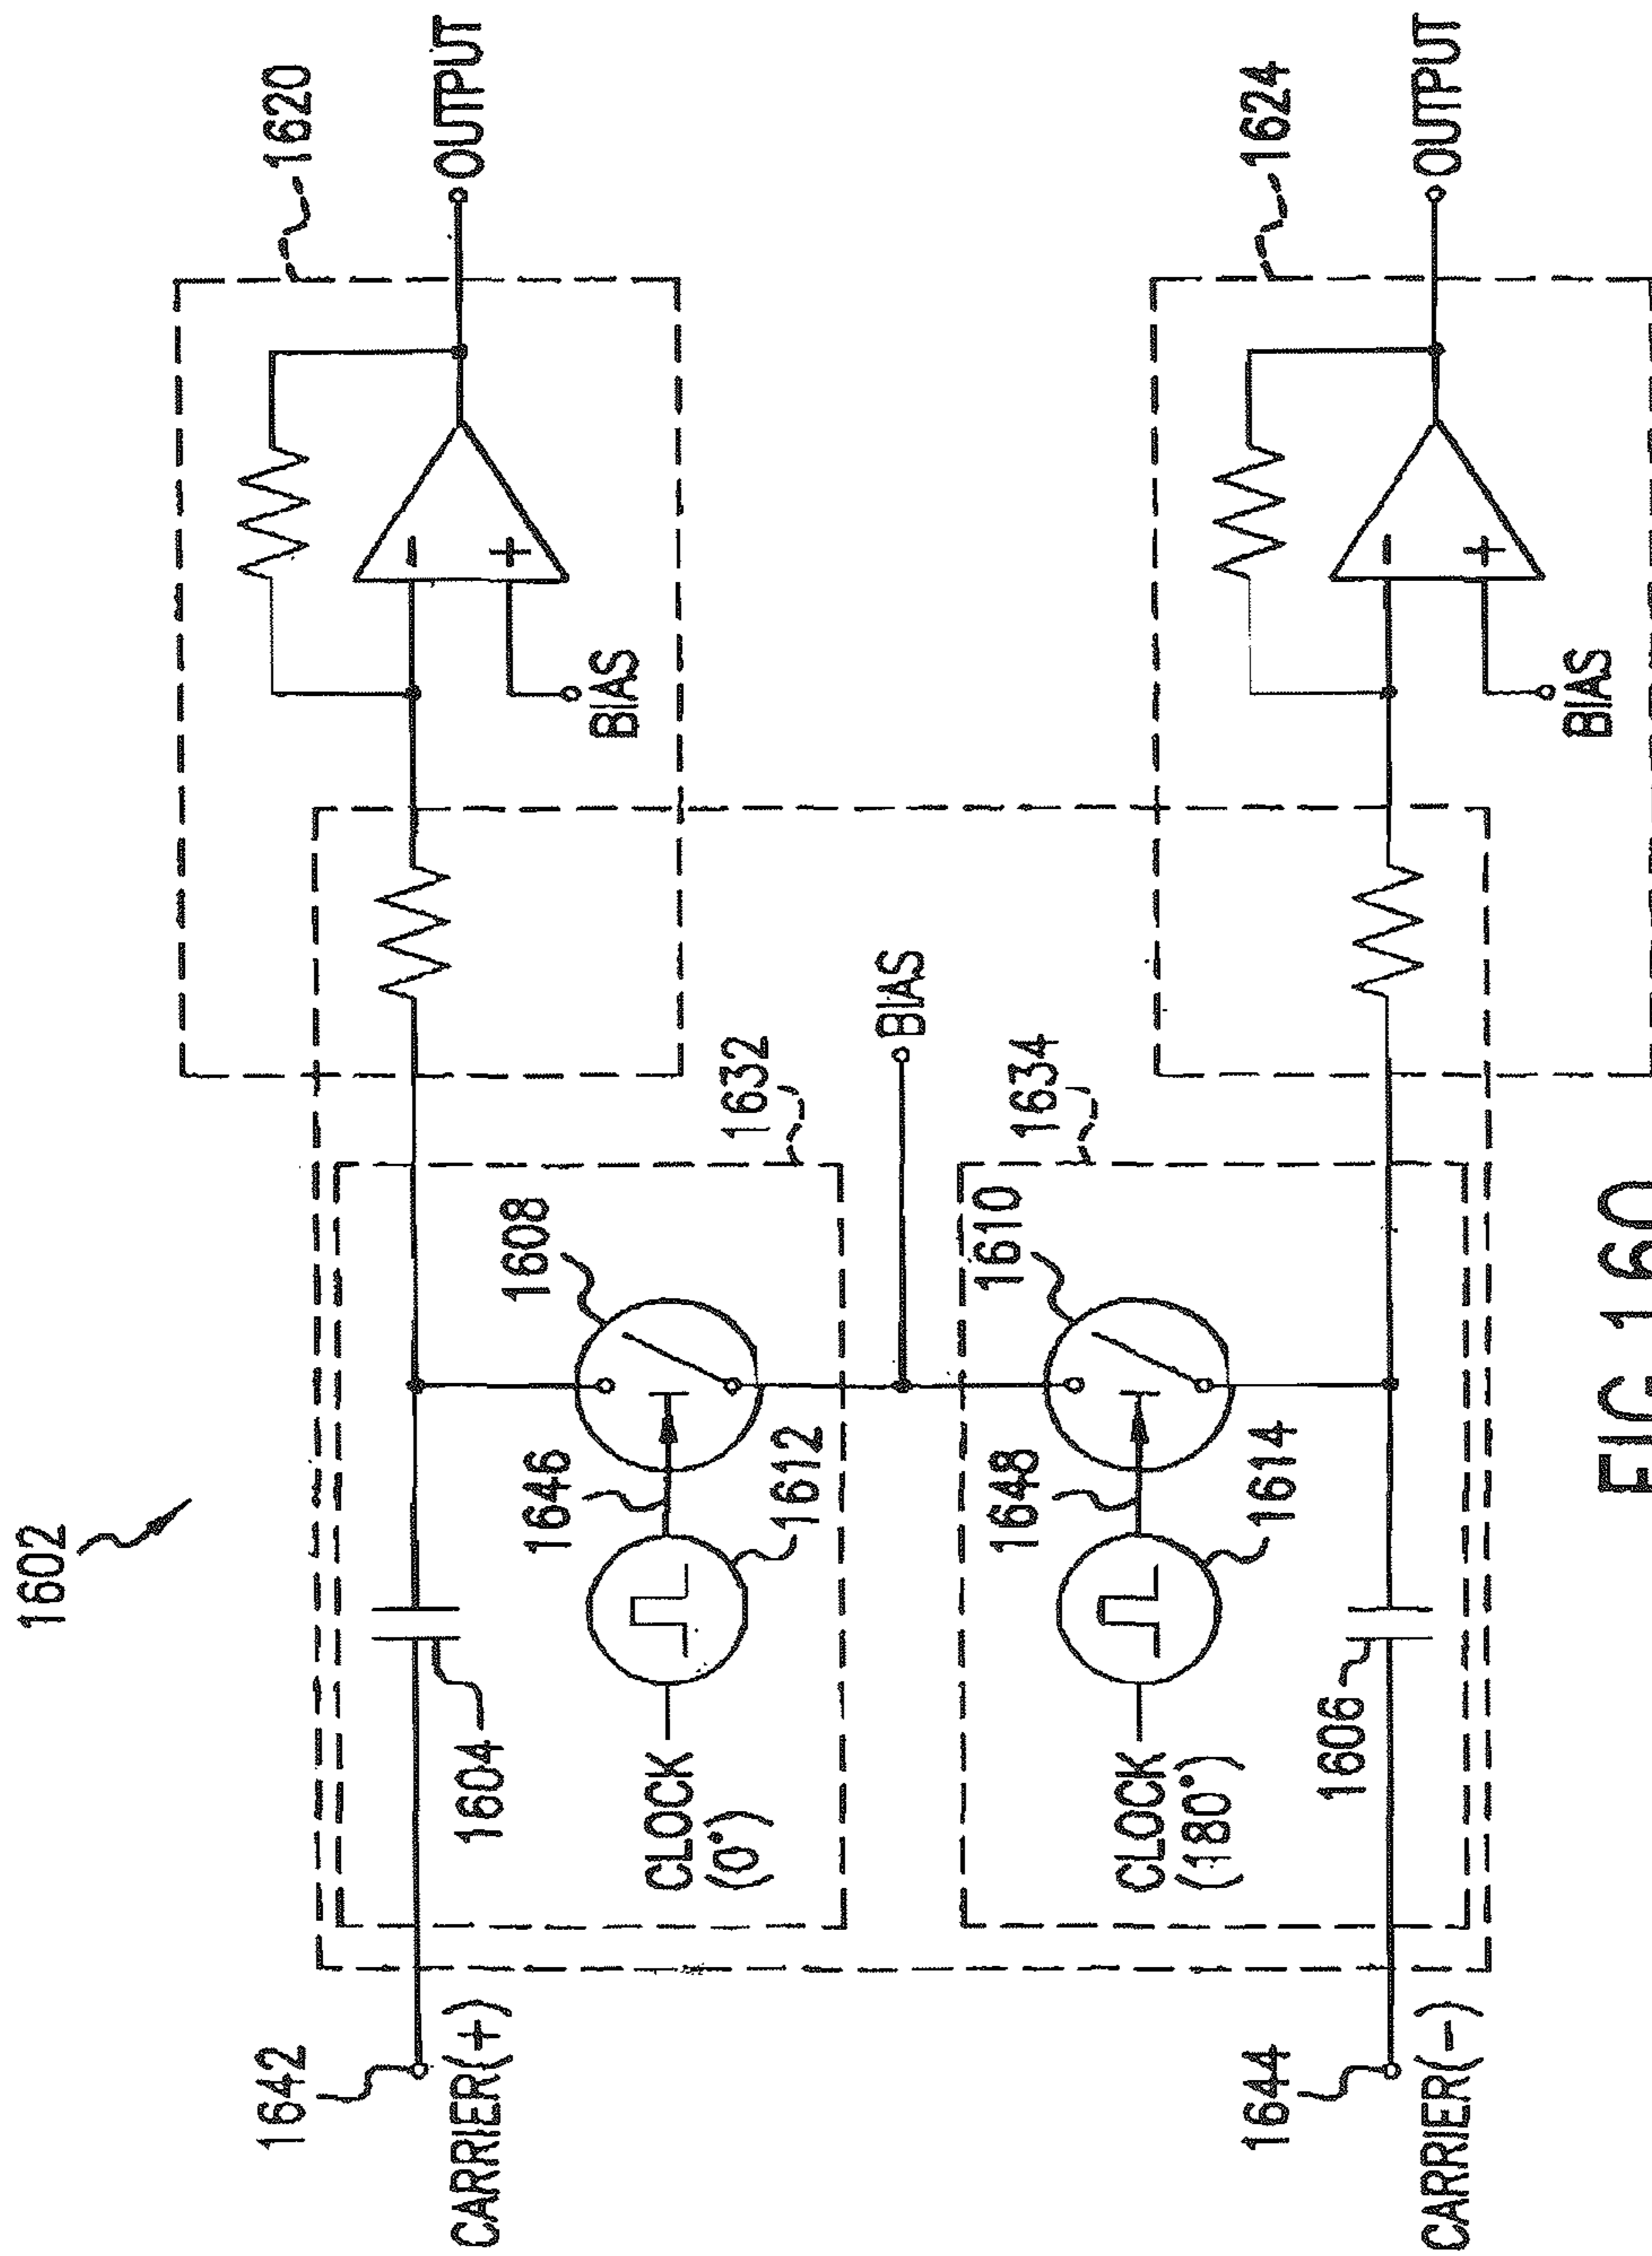 1602
1642
1620
CARRIER(+)
1604
OUTPUT
1608
1646
BIAS
CLOCK
(0°)
1612
1632
BIAS
1648
1610
1634
CLOCK
(180°)
1614
1644
1624
1606
CARRIER(−)
OUTPUT
BIAS
FIG.16O